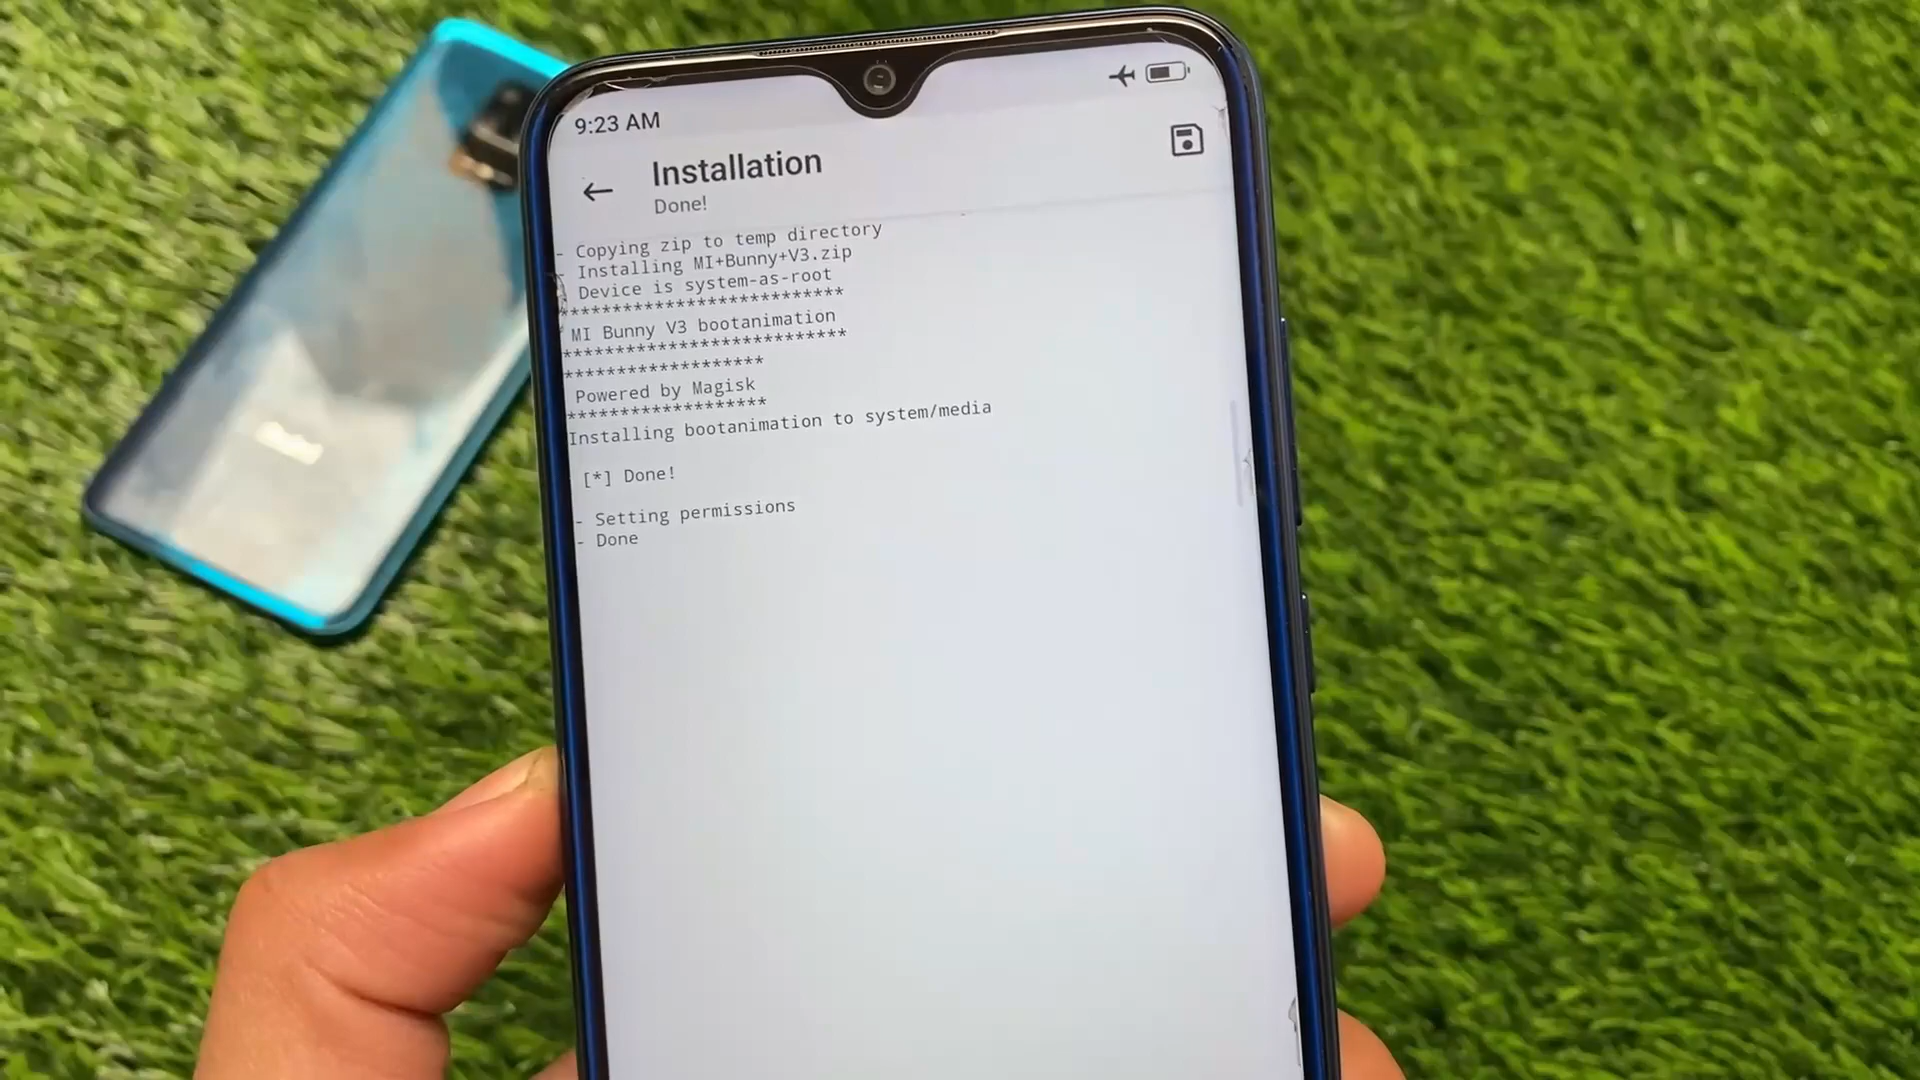 9:23 AM
Installation
Done!
- Copying zip to temp directory
- Installing MI+Bunny+V3.zip
- Device is system-as-root
***************************
MI Bunny V3 bootanimation
***************************
*******************
Powered by Magisk
*******************
Installing bootanimation to system/media
[*] Done!
- Setting permissions
- Done